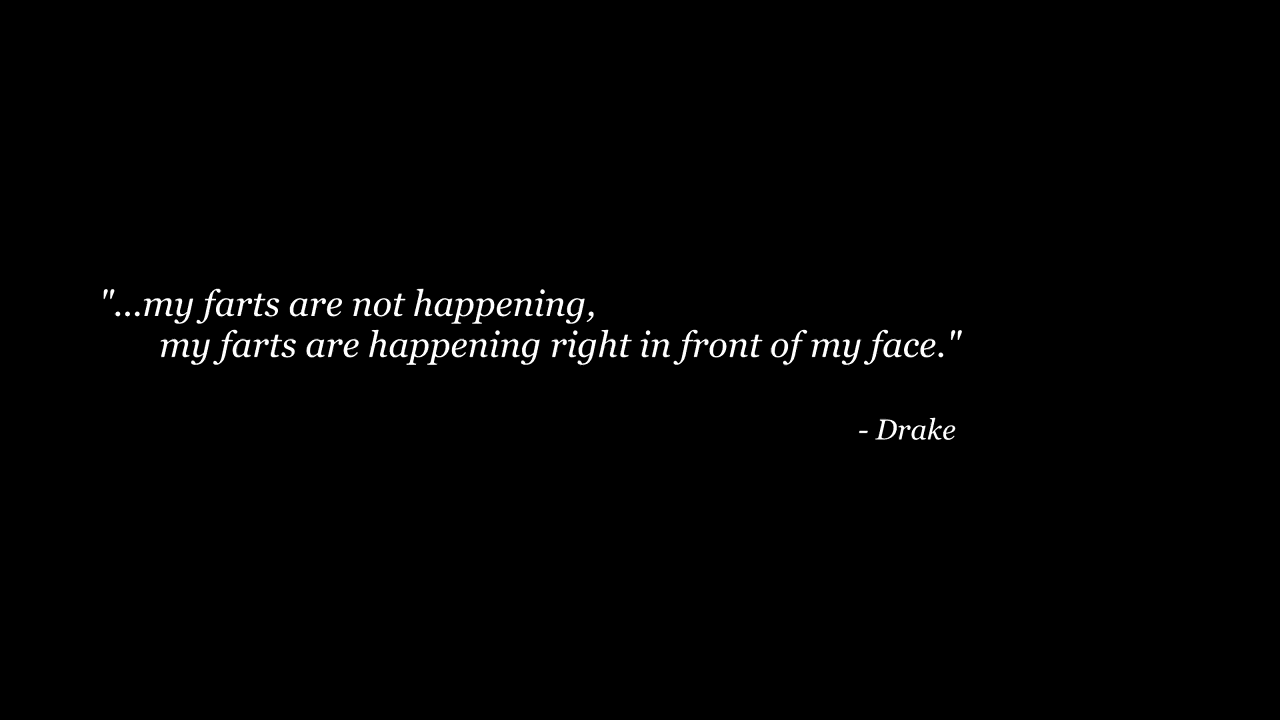 "...my farts are not happening,
my farts are happening right in front of my face."
- Drake